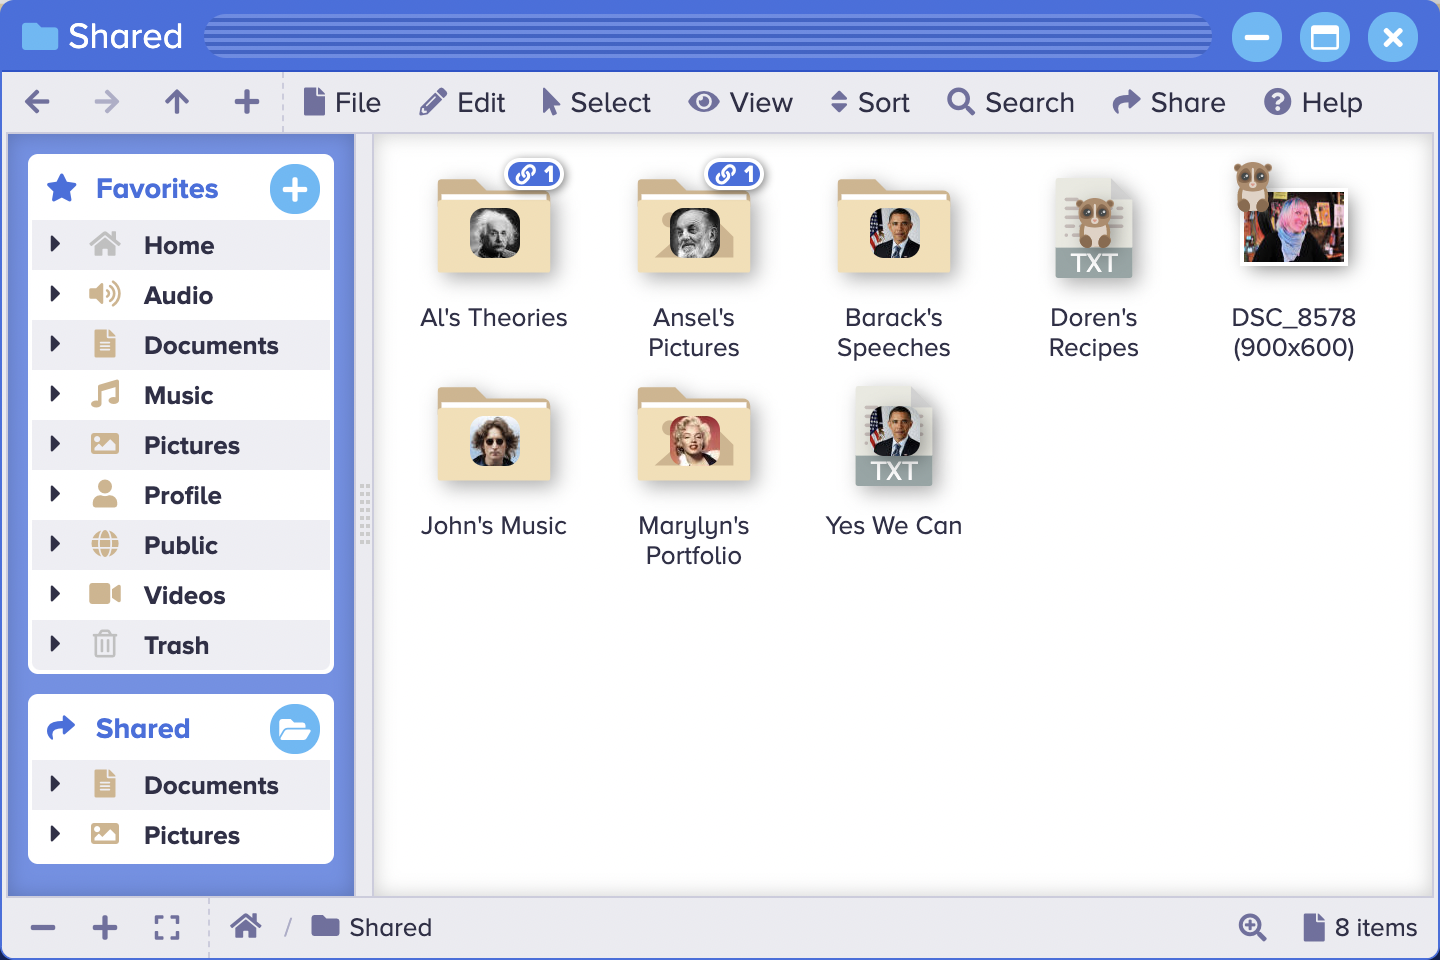 Shared
File
Edit
Select
View
Sort
Search
Share
Help
Favorites
Home
Audio
Documents
Music
Pictures
Profile
Public
Videos
Trash
Shared
Documents
Pictures
1
1
TXT
Al's Theories
Ansel's
Pictures
Barack's
Speeches
Doren's
Recipes
DSC_8578
(900x600)
TXT
John's Music
Marylyn's
Portfolio
Yes We Can
/
Shared
8 items